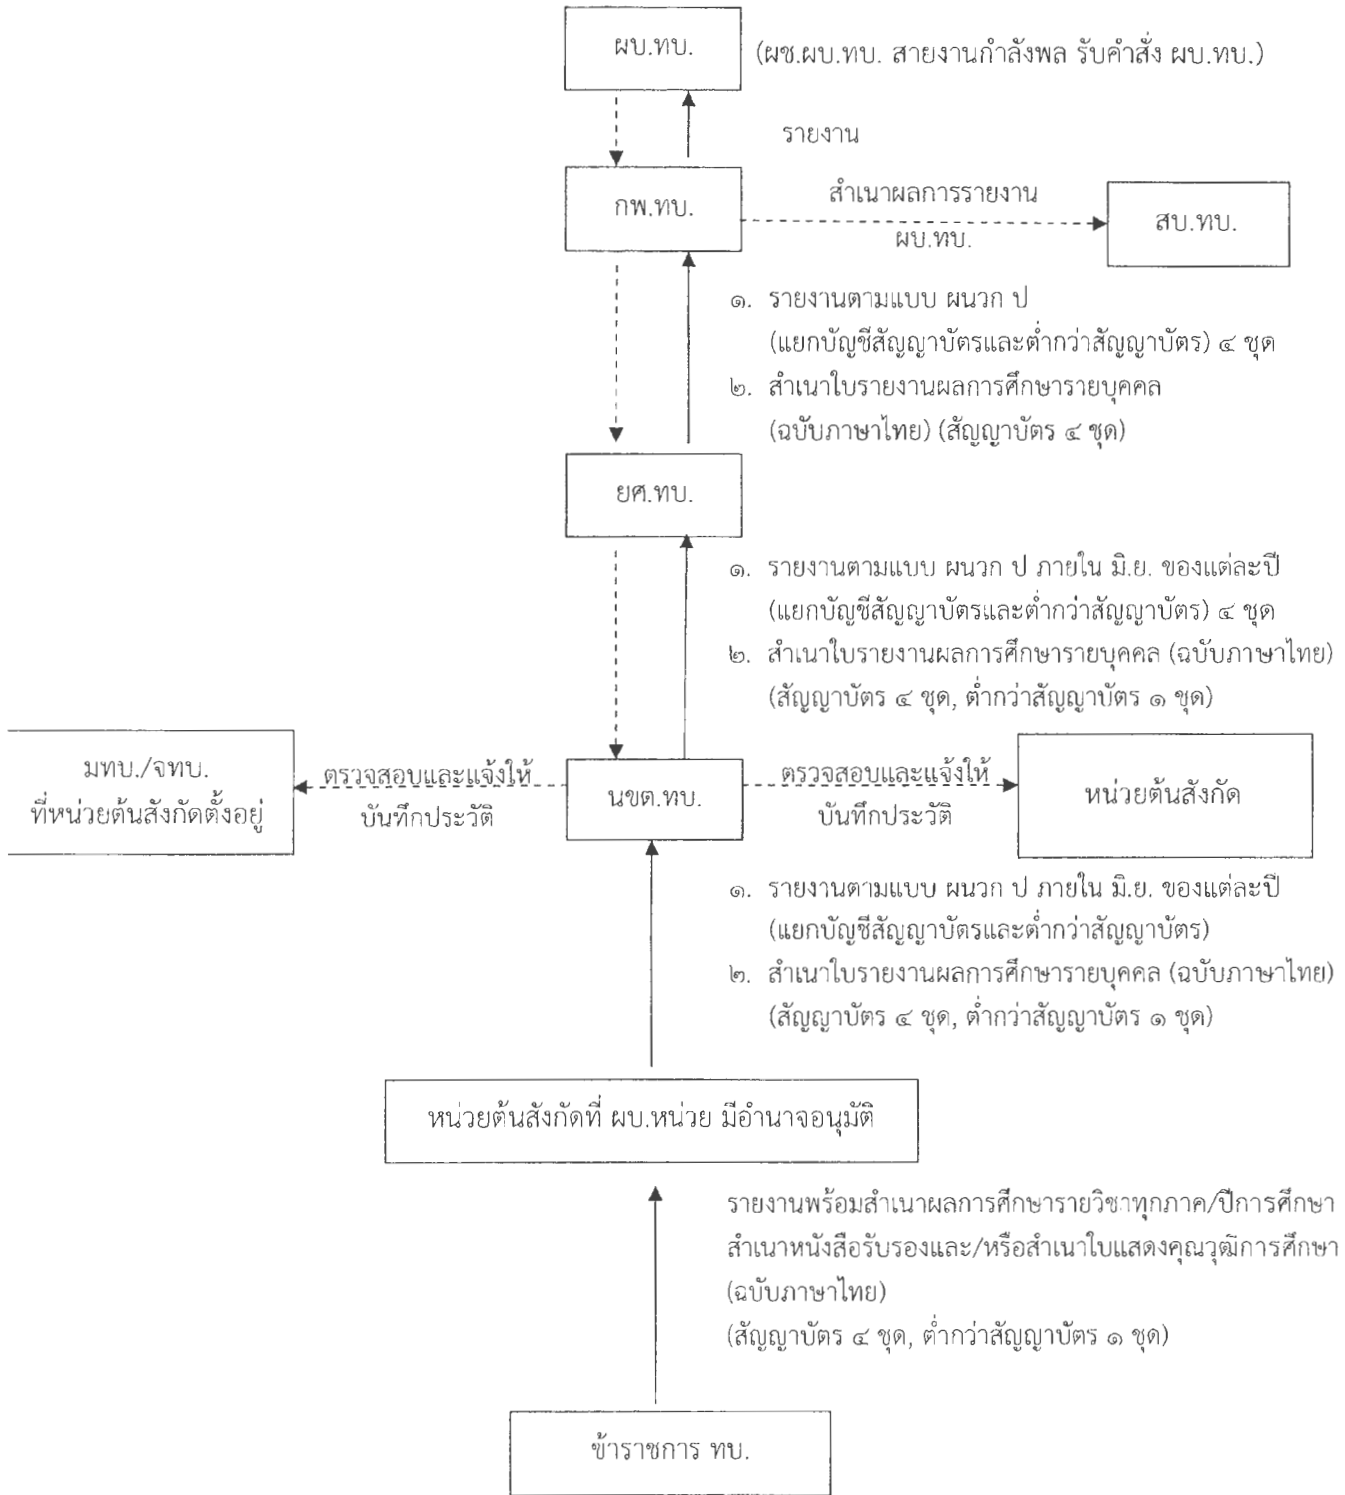 ผบ.ทบ.
(ผช.ผบ.ทบ. สายงานกำลังพล รับคำสั่ง ผบ.ทบ.)
รายงาน
กพ.ทบ.
สำเนาผลการรายงาน
ผบ.ทบ.
สบ.ทบ.
๑. รายงานตามแบบ ผนวก ป
(แยกบัญชีสัญญาบัตรและต่ำกว่าสัญญาบัตร) ๔ ชุด
๒. สำเนาใบรายงานผลการศึกษารายบุคคล
(ฉบับภาษาไทย) (สัญญาบัตร ๔ ชุด)
ยศ.ทบ.
๑. รายงานตามแบบ ผนวก ป ภายใน มิ.ย. ของแต่ละปี
(แยกบัญชีสัญญาบัตรและต่ำกว่าสัญญาบัตร) ๔ ชุด
๒. สำเนาใบรายงานผลการศึกษารายบุคคล (ฉบับภาษาไทย)
(สัญญาบัตร ๔ ชุด, ต่ำกว่าสัญญาบัตร ๑ ชุด)
มทบ./จทบ.
ที่หน่วยต้นสังกัดตั้งอยู่
ตรวจสอบและแจ้งให้
บันทึกประวัติ
นขต.ทบ.
ตรวจสอบและแจ้งให้
บันทึกประวัติ
หน่วยต้นสังกัด
๑. รายงานตามแบบ ผนวก ป ภายใน มิ.ย. ของแต่ละปี
(แยกบัญชีสัญญาบัตรและต่ำกว่าสัญญาบัตร)
๒. สำเนาใบรายงานผลการศึกษารายบุคคล (ฉบับภาษาไทย)
(สัญญาบัตร ๔ ชุด, ต่ำกว่าสัญญาบัตร ๑ ชุด)
หน่วยต้นสังกัดที่ ผบ.หน่วย มีอำนาจอนุมัติ
รายงานพร้อมสำเนาผลการศึกษารายวิชาทุกภาค/ปีการศึกษา
สำเนาหนังสือรับรองและ/หรือสำเนาใบแสดงคุณวุฒิการศึกษา
(ฉบับภาษาไทย)
(สัญญาบัตร ๔ ชุด, ต่ำกว่าสัญญาบัตร ๑ ชุด)
ข้าราชการ ทบ.